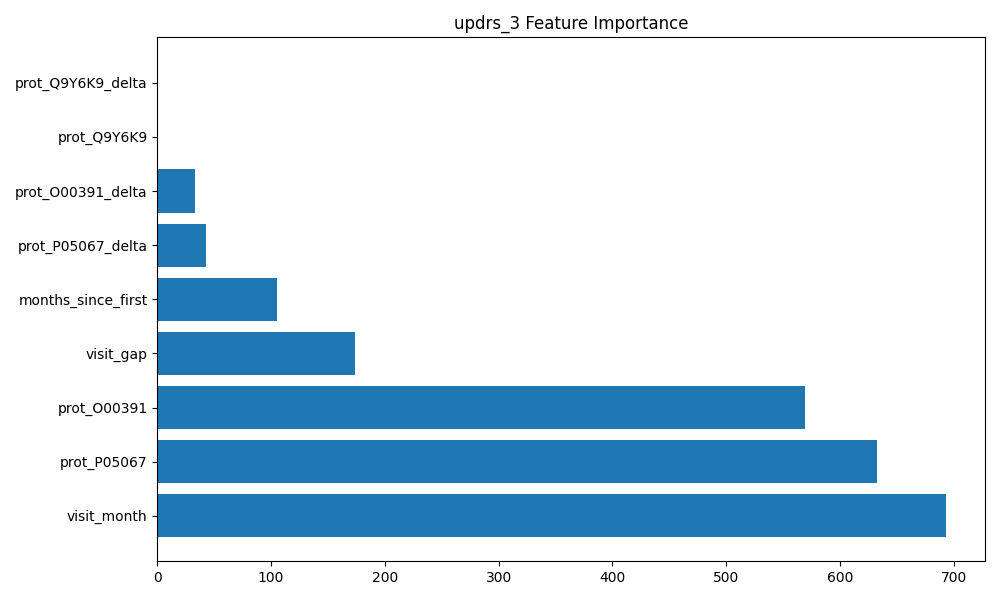 updrs_3 Feature Importance
prot_Q9Y6K9_delta
prot_Q9Y6K9
prot_O00391_delta
prot_P05067_delta
months_since_first
visit_gap
prot_O00391
prot_P05067
visit_month
0 100 200 300 400 500 600 700